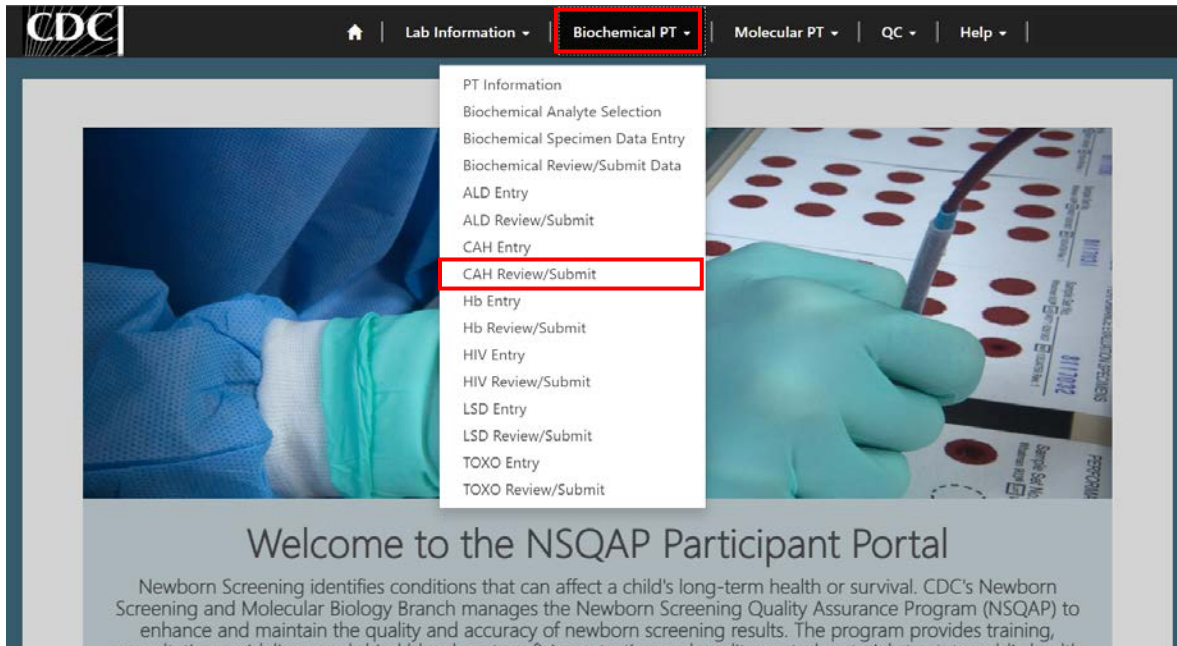 CDC
Lab Information
Biochemical PT
Molecular PT
QC
Help
PT Information
Biochemical Analyte Selection
Biochemical Specimen Data Entry
Biochemical Review/Submit Data
ALD Entry
ALD Review/Submit
CAH Entry
CAH Review/Submit
Hb Entry
Hb Review/Submit
HIV Entry
HIV Review/Submit
LSD Entry
LSD Review/Submit
TOXO Entry
TOXO Review/Submit
8117031
8117032
Sample Set No.
Welcome to the NSQAP Participant Portal
Newborn Screening identifies conditions that can affect a child's long-term health or survival. CDC's Newborn
Screening and Molecular Biology Branch manages the Newborn Screening Quality Assurance Program (NSQAP) to
enhance and maintain the quality and accuracy of newborn screening results. The program provides training,